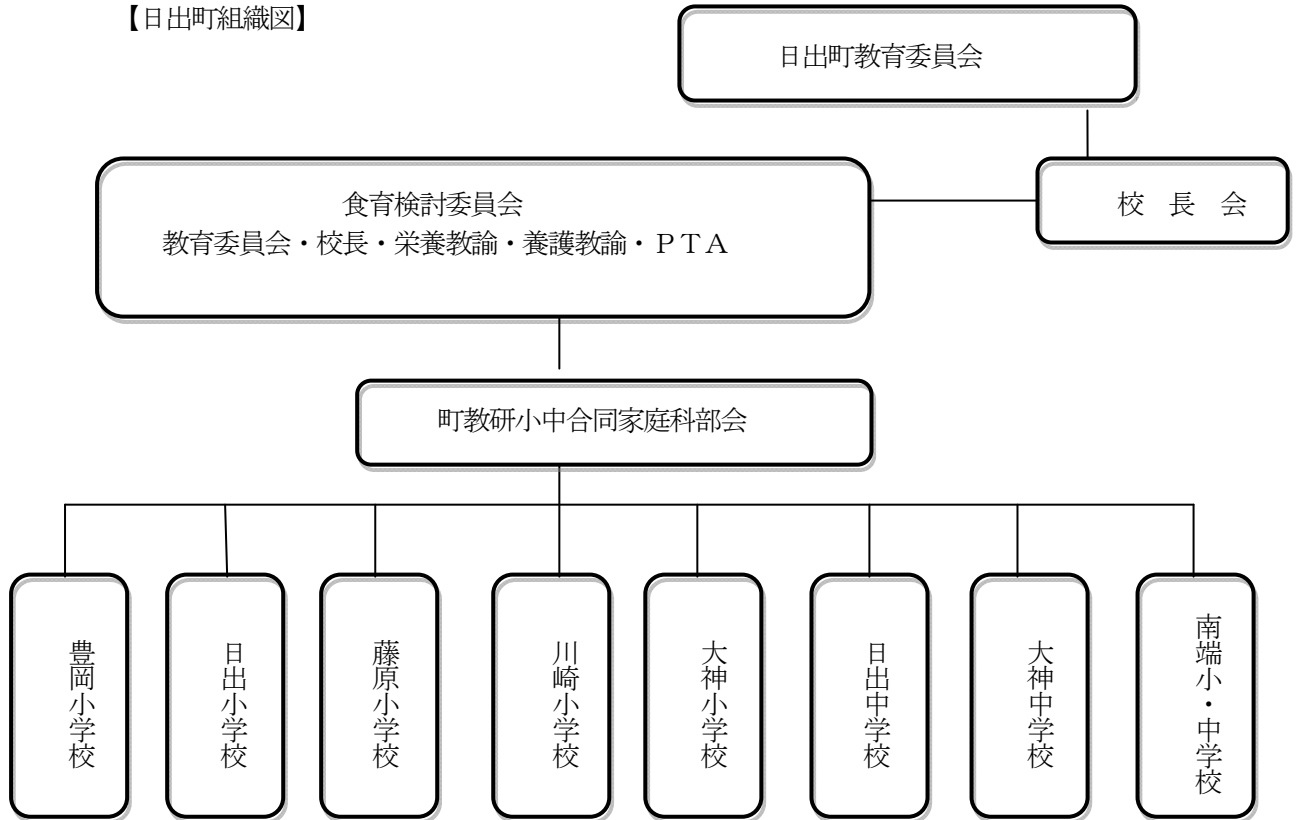 【日出町組織図】
日出町教育委員会
校　長　会
食育検討委員会
教育委員会・校長・栄養教諭・養護教諭・ＰＴＡ
町教研小中合同家庭科部会
豊岡小学校
日出小学校
藤原小学校
川崎小学校
大神小学校
日出中学校
大神中学校
南端小・中学校